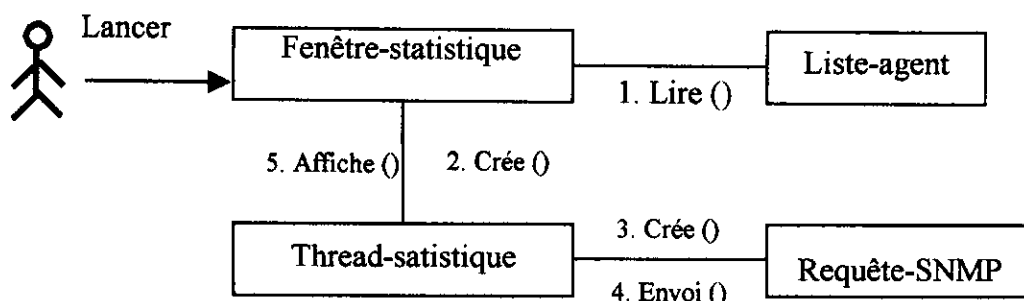 Lancer
Fenêtre-statistique
Liste-agent
1. Lire ()
5. Affiche ()
2. Crée ()
3. Crée ()
Thread-satistique
Requête-SNMP
4. Envoi ()